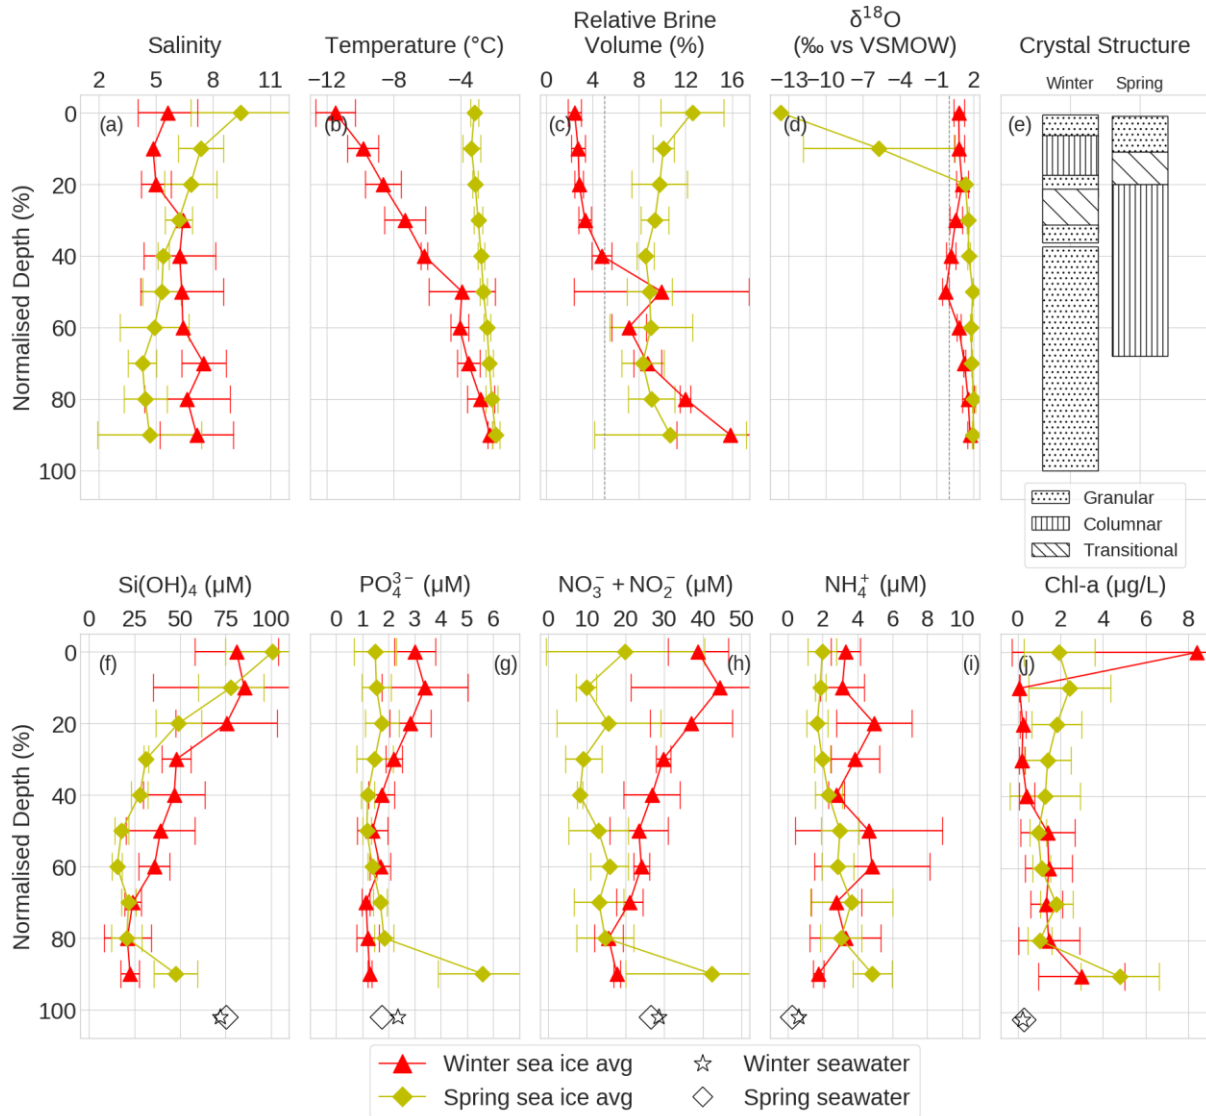 Salinity
2 5 8 11
Temperature (°C)
−12 −8 −4
Relative Brine
Volume (%)
0 4 8 12 16
δ¹⁸O
(‰ vs VSMOW)
−13 −10 −4 −1 2
Crystal Structure
Winter Spring
(a) (b) (c) (d) (e)
Normalised Depth (%)
0
20
40
60
80
100
Granular
Columnar
Transitional
Si(OH)₄ (μM)
0 25 50 75 100
PO₄³⁻ (μM)
0 1 2 3 4 5 6
NO₃⁻ + NO₂⁻ (μM)
0 10 20 30 40 50
NH₄⁺ (μM)
0 2 4 6 8 10
Chl-a (μg/L)
0 2 4 6 8
(f) (g) (h) (i) (j)
Normalised Depth (%)
0
20
40
60
80
100
Winter sea ice avg
Spring sea ice avg
Winter seawater
Spring seawater